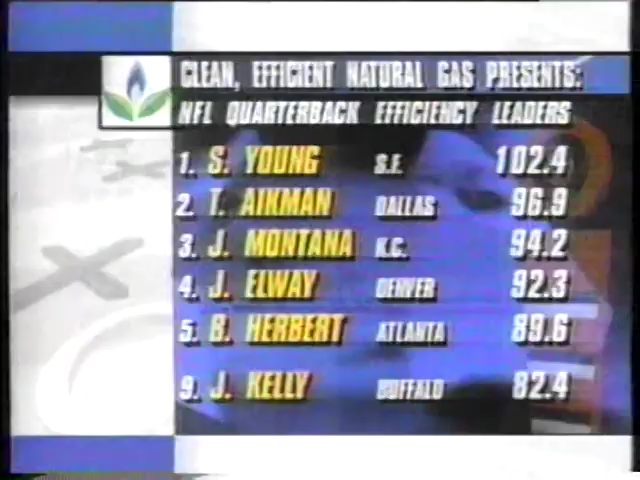 CLEAN, EFFICIENT NATURAL GAS PRESENTS:
NFL QUARTERBACK EFFICIENCY LEADERS
1. S. YOUNG S.F. 102.4
2. T. AIKMAN DALLAS 96.9
3. J. MONTANA K.C. 94.2
4. J. ELWAY DENVER 92.3
5. B. HERBERT ATLANTA 89.6
9. J. KELLY BUFFALO 82.4